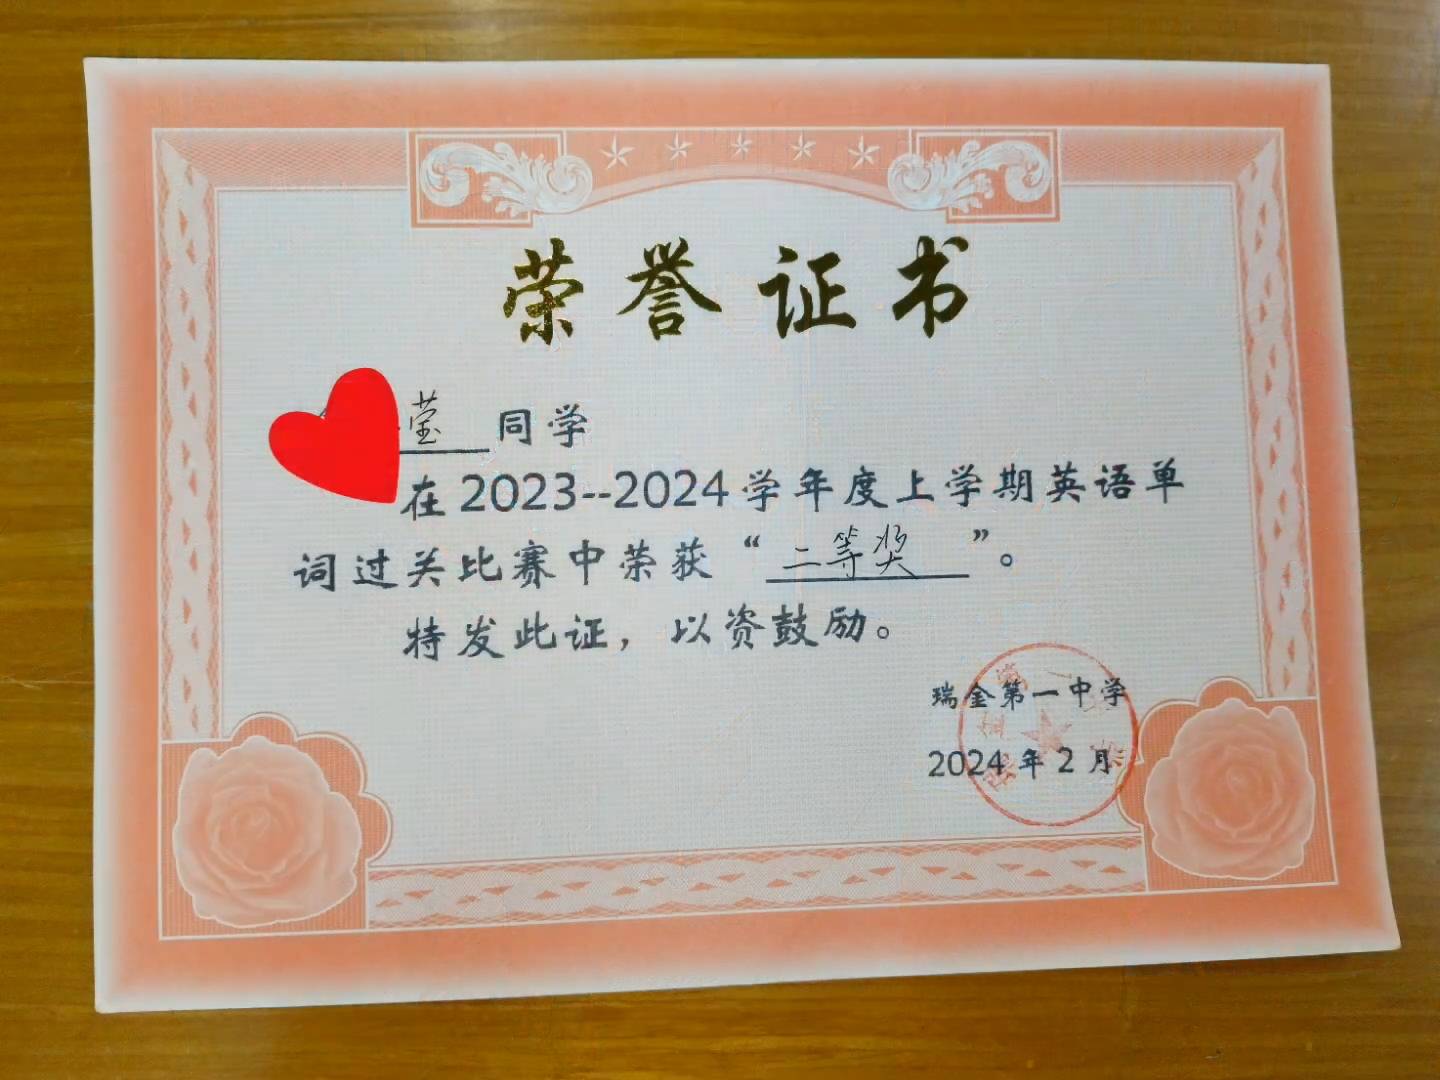 荣誉证书
莹 同学
在2023--2024学年度上学期英语单
词过关比赛中荣获“二等奖”。
特发此证，以资鼓励。
瑞金第一中学
2024年2月